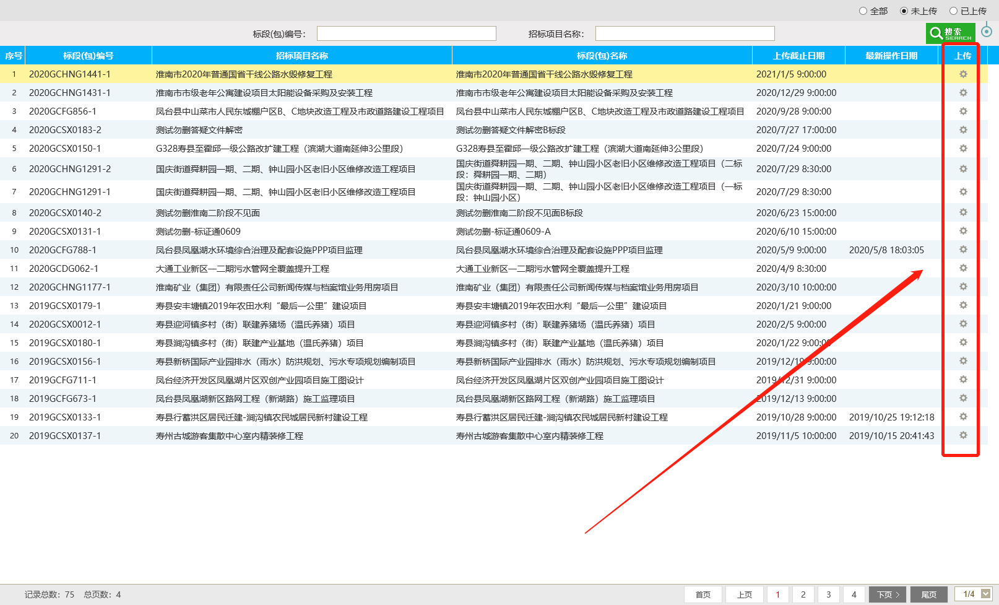 全部 未上传 已上传
标段(包)编号： 招标项目名称： 搜索 SEARCH
序号 标段(包)编号 招标项目名称 标段(包)名称 上传截止日期 最新操作日期 上传
1 2020GCHNG1441-1 淮南市2020年普通国省干线公路水毁修复工程 淮南市2020年普通国省干线公路水毁修复工程 2021/1/5 9:00:00
2 2020GCHNG1431-1 淮南市市级老年公寓建设项目太阳能设备采购及安装工程 淮南市市级老年公寓建设项目太阳能设备采购及安装工程 2020/12/29 9:00:00
3 2020GCFG856-1 凤台县中山菜市人民东城棚户区B、C地块改造工程及市政道路建设工程项目 凤台县中山菜市人民东城棚户区B、C地块改造工程及市政道路建设工程项目 2020/9/28 9:00:00
4 2020GCSX0183-2 测试勿删答疑文件解密 测试勿删答疑文件解密B标段 2020/7/27 17:00:00
5 2020GCSX0150-1 G328寿县至霍邱一级公路改扩建工程（滨湖大道南延伸3公里段） G328寿县至霍邱一级公路改扩建工程（滨湖大道南延伸3公里段） 2020/7/24 9:00:00
6 2020GCHNG1291-2 国庆街道舜耕园一期、二期、钟山园小区老旧小区维修改造工程项目 国庆街道舜耕园一期、二期、钟山园小区老旧小区维修改造工程项目（二标
段：舜耕园一期、二期） 2020/7/29 8:30:00
7 2020GCHNG1291-1 国庆街道舜耕园一期、二期、钟山园小区老旧小区维修改造工程项目 国庆街道舜耕园一期、二期、钟山园小区老旧小区维修改造工程项目（一标
段：钟山园小区） 2020/7/29 8:30:00
8 2020GCSX0140-2 测试勿删淮南二阶段不见面 测试勿删淮南二阶段不见面B标段 2020/6/23 15:00:00
9 2020GCSX0131-1 测试勿删-标证通0609 测试勿删-标证通0609-A 2020/6/10 15:00:00
10 2020GCFG788-1 凤台县凤凰湖水环境综合治理及配套设施PPP项目监理 凤台县凤凰湖水环境综合治理及配套设施PPP项目监理 2020/5/9 9:00:00 2020/5/8 18:03:05
11 2020GCDG062-1 大通工业新区一二期污水管网全覆盖提升工程 大通工业新区一二期污水管网全覆盖提升工程 2020/4/9 8:30:00
12 2020GCHNG1177-1 淮南矿业（集团）有限责任公司新闻传媒与档案馆业务用房项目 淮南矿业（集团）有限责任公司新闻传媒与档案馆业务用房项目 2020/3/10 10:00:00
13 2019GCSX0179-1 寿县安丰塘镇2019年农田水利“最后一公里”建设项目 寿县安丰塘镇2019年农田水利“最后一公里”建设项目 2020/1/21 9:00:00
14 2020GCSX0012-1 寿县迎河镇多村（街）联建养猪场（温氏养猪）项目 寿县迎河镇多村（街）联建养猪场（温氏养猪）项目 2020/2/5 9:00:00
15 2019GCSX0180-1 寿县涧沟镇多村（街）联建产业基地（温氏养猪）项目 寿县涧沟镇多村（街）联建产业基地（温氏养猪）项目 2020/1/22 9:00:00
16 2019GCSX0156-1 寿县新桥国际产业园排水（雨水）防洪规划、污水专项规划编制项目 寿县新桥国际产业园排水（雨水）防洪规划、污水专项规划编制项目 2019/12/19 9:00:00
17 2019GCFG711-1 凤台经济开发区凤凰湖片区双创产业园项目施工图设计 凤台经济开发区凤凰湖片区双创产业园项目施工图设计 2019/12/31 9:00:00
18 2019GCFG673-1 凤台县凤凰湖新区路网工程（新湖路）施工监理项目 凤台县凤凰湖新区路网工程（新湖路）施工监理项目 2019/12/13 9:00:00
19 2019GCSX0133-1 寿县行蓄洪区居民迁建-涧沟镇农民城居民新村建设工程 寿县行蓄洪区居民迁建-涧沟镇农民城居民新村建设工程 2019/10/28 9:00:00 2019/10/25 19:12:18
20 2019GCSX0137-1 寿州古城游客集散中心室内精装修工程 寿州古城游客集散中心室内精装修工程 2019/11/5 10:00:00 2019/10/15 20:41:43
记录总数：75 总页数：4 首页 上页 1 2 3 4 下页 尾页 1/4